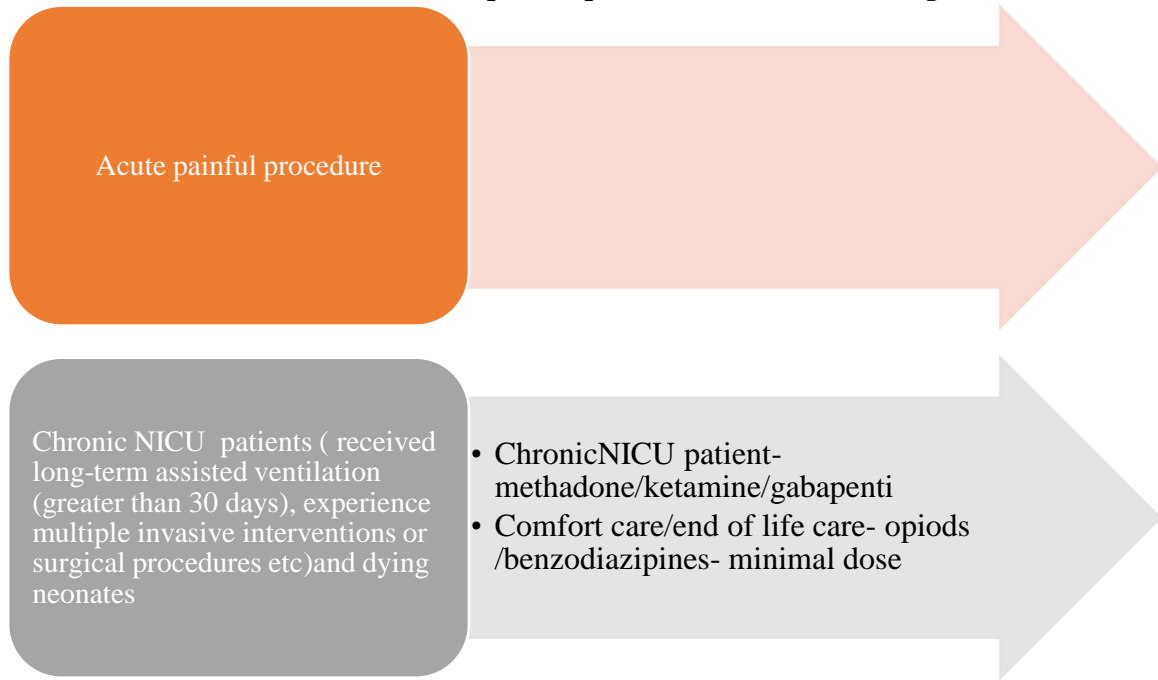 Acute painful procedure
Chronic NICU patients ( received
long-term assisted ventilation
(greater than 30 days), experience
multiple invasive interventions or
surgical procedures etc)and dying
neonates
• ChronicNICU patient-
methadone/ketamine/gabapenti
• Comfort care/end of life care- opiods
/benzodiazipines- minimal dose